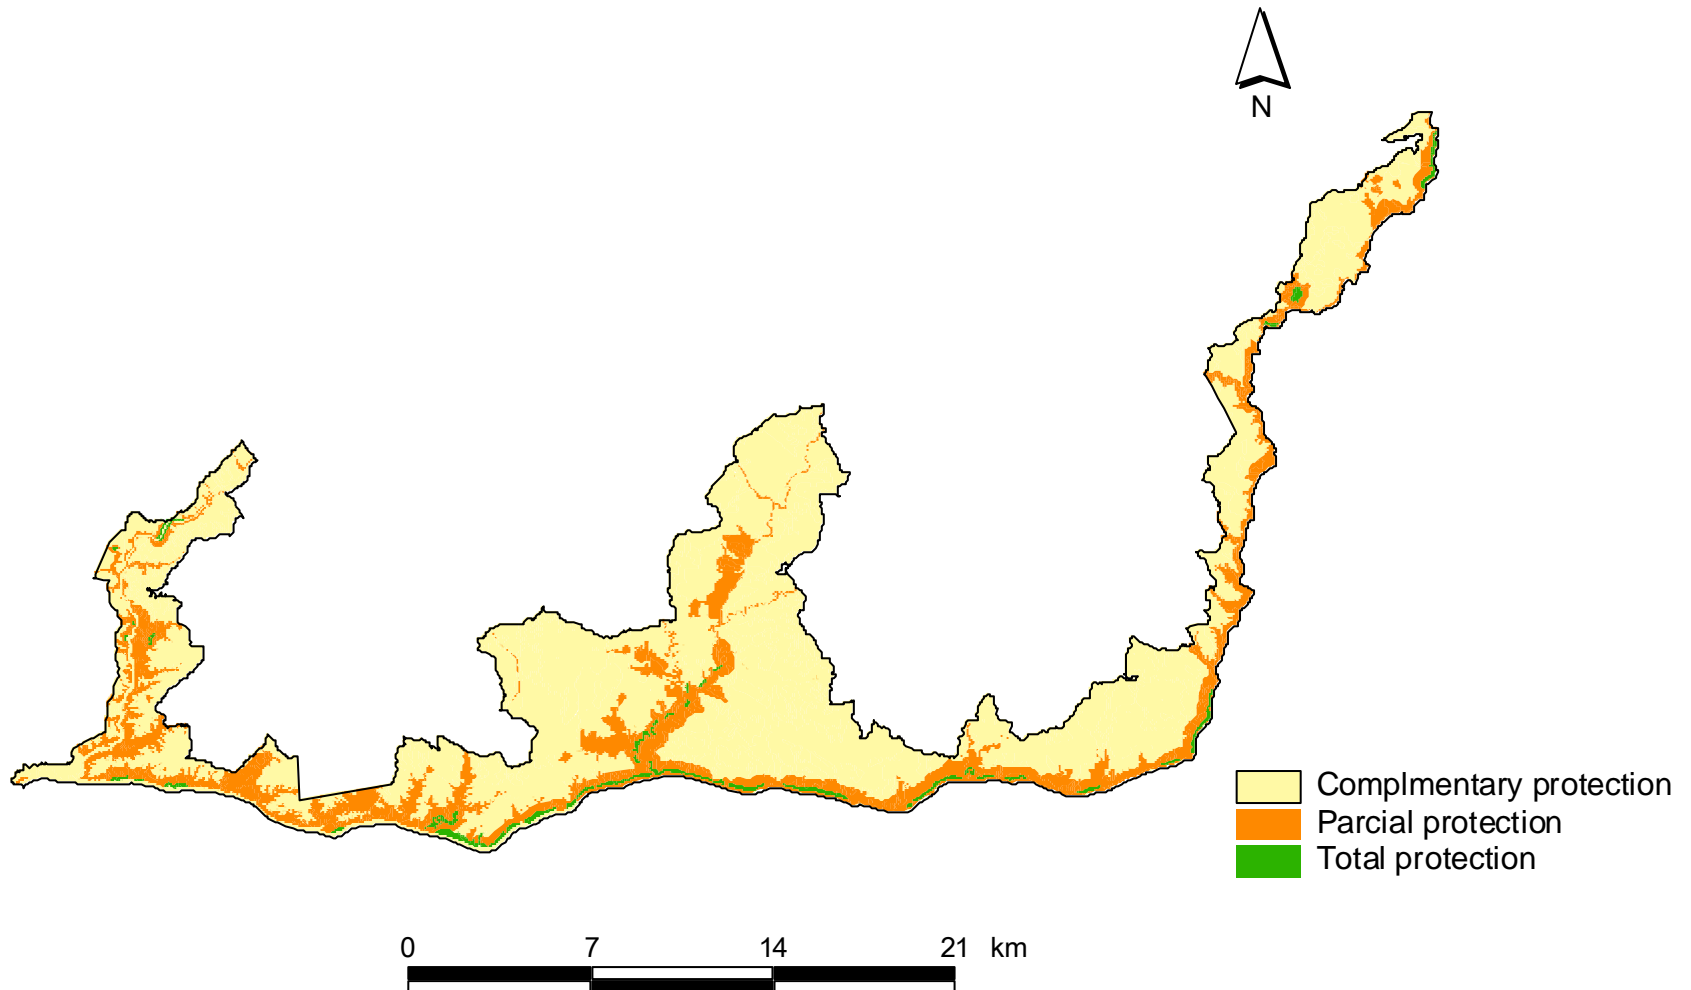 N
Complmentary protection
Parcial protection
Total protection
0 7 14 21 km